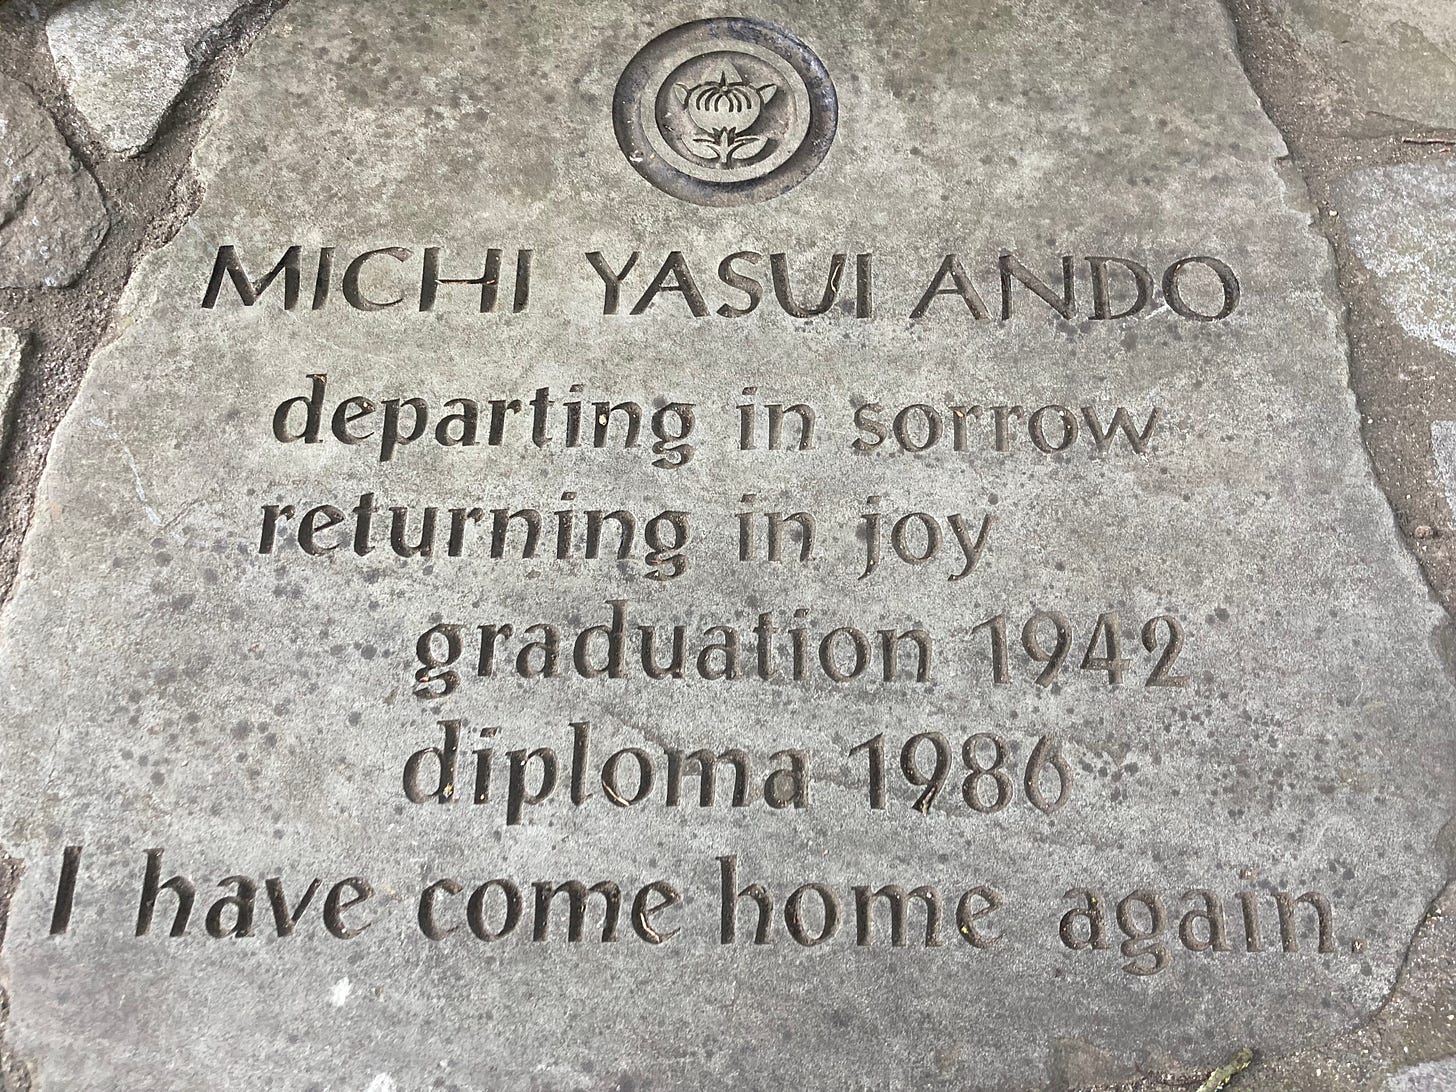 MICHI YASUI ANDO
departing in sorrow
returning in joy
graduation 1942
diploma 1986
I have come home again.